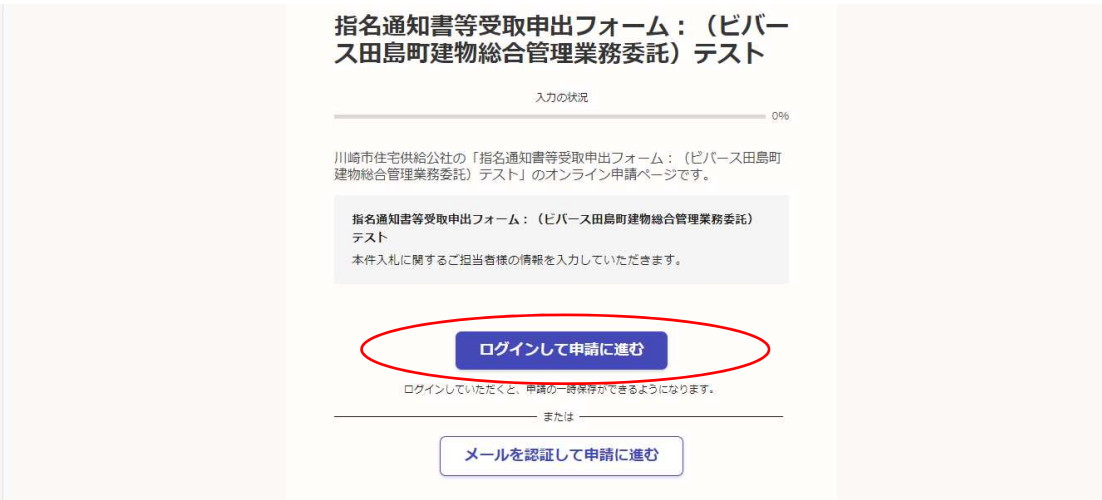 指名通知書等受取申出フォーム：（ビバー
ス田島町建物総合管理業務委託）テスト
入力の状況
0%
川崎市住宅供給公社の「指名通知書等受取申出フォーム：（ビバース田島町
建物総合管理業務委託）テスト」のオンライン申請ページです。
指名通知書等受取申出フォーム：（ビバース田島町建物総合管理業務委託）
テスト
本件入札に関するご担当者様の情報を入力していただきます。
ログインして申請に進む
ログインしていただくと、申請の一時保存ができるようになります。
または
メールを認証して申請に進む